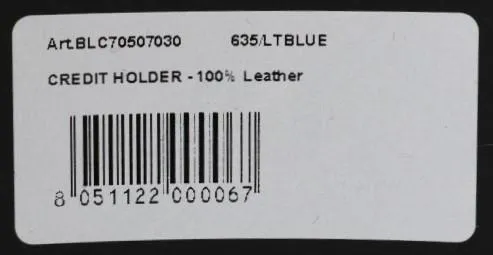 Art.BLC70507030 635/LTBLUE
CREDIT HOLDER - 100% Leather
8 051122 000067